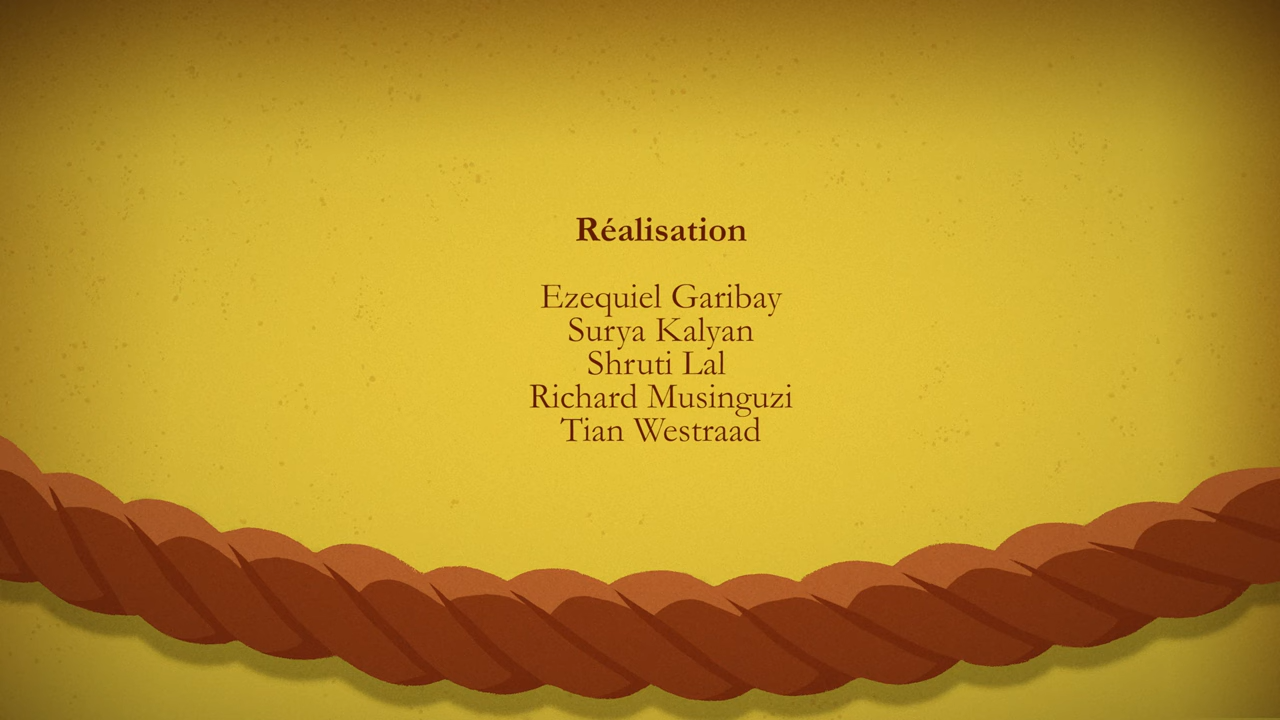 Réalisation
Ezequiel Garibay
Surya Kalyan
Shruti Lal
Richard Musinguzi
Tian Westraad